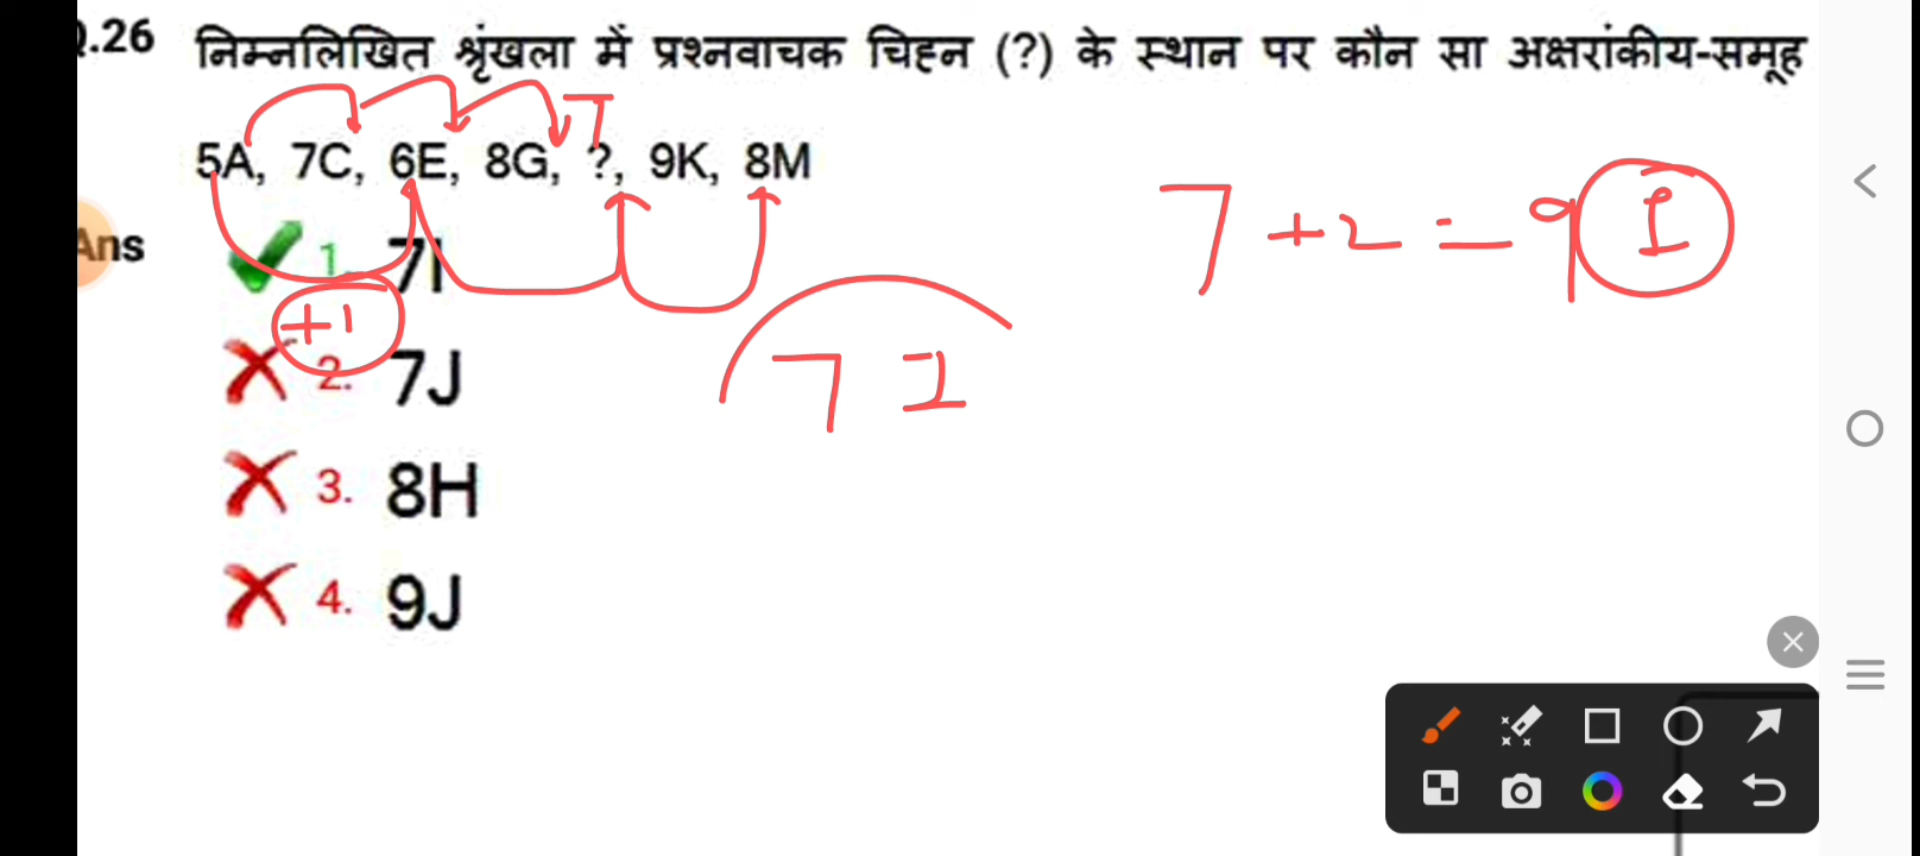 .26 निम्नलिखित श्रृंखला में प्रश्नवाचक चिह्न (?) के स्थान पर कौन सा अक्षरांकीय-समूह
5A, 7C, 6E, 8G, ?, 9K, 8M
I
7 + 2 = 9 I
Ans
1. 7I
+1
2. 7J
7 I
3. 8H
4. 9J